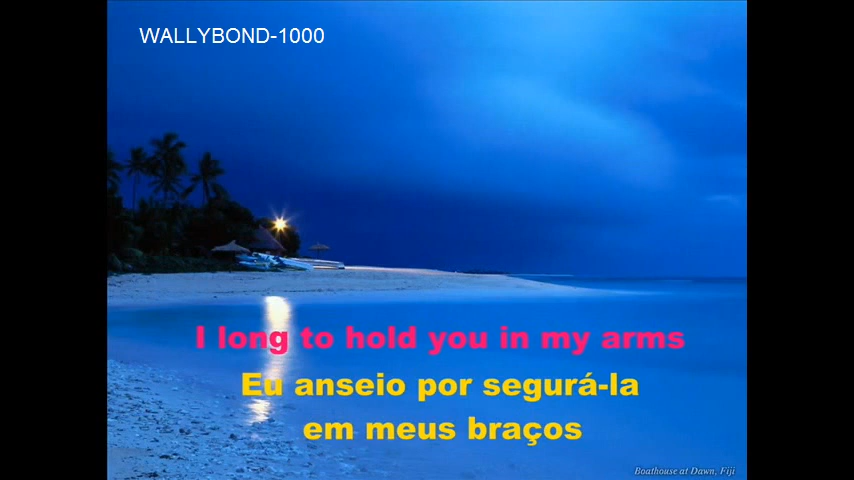 WALLYBOND-1000
I long to hold you in my arms
Eu anseio por segurá-la
em meus braços
Boathouse at Dawn, Fiji